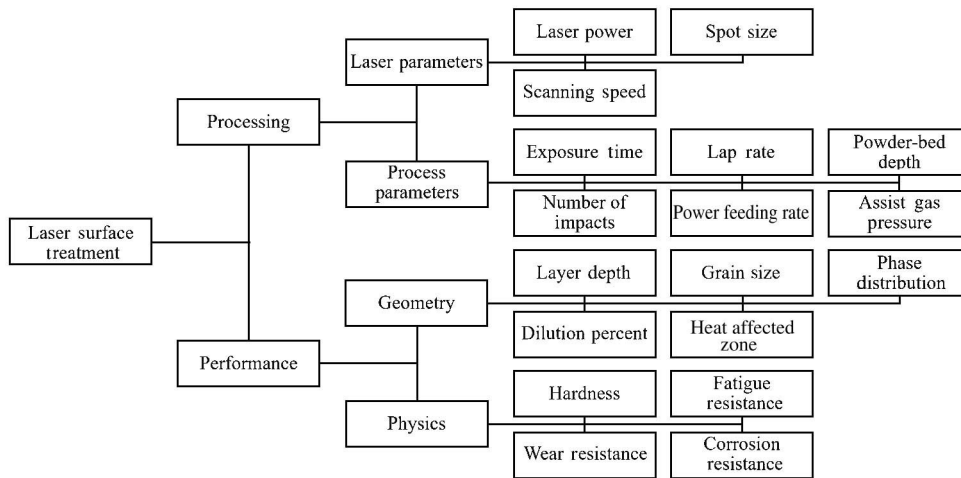 Laser power
Spot size
Laser parameters
Scanning speed
Processing
Exposure time
Lap rate
Powder-bed
depth
Process
parameters
Number of
impacts
Power feeding rate
Assist gas
pressure
Laser surface
treatment
Layer depth
Grain size
Phase
distribution
Geometry
Dilution percent
Heat affected
zone
Performance
Hardness
Fatigue
resistance
Physics
Wear resistance
Corrosion
resistance